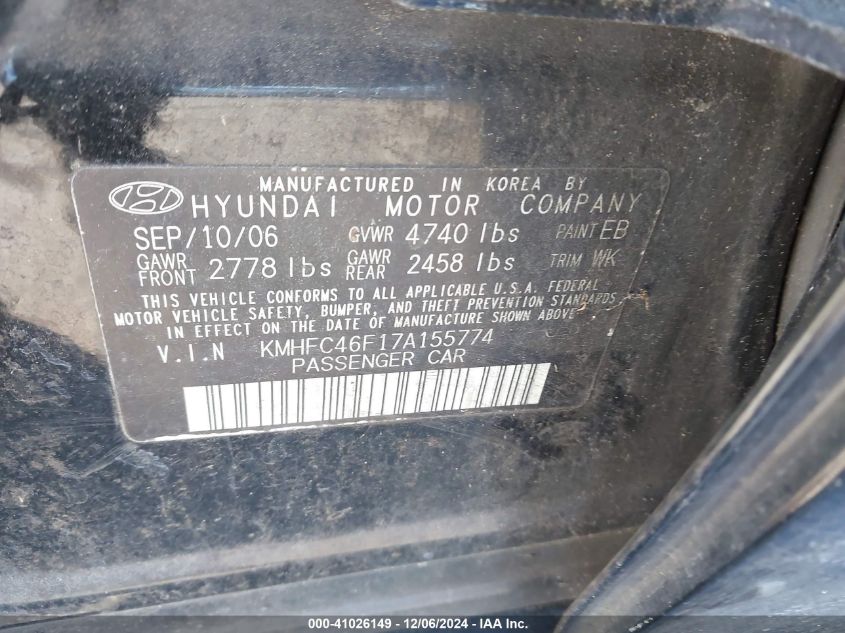 MANUFACTURED IN KOREA BY
HYUNDAI MOTOR COMPANY
SEP/10/06 GVWR 4740 lbs PAINT EB
GAWR FRONT 2778 lbs GAWR REAR 2458 lbs TRIM WK
THIS VEHICLE CONFORMS TO ALL APPLICABLE U.S.A. FEDERAL
MOTOR VEHICLE SAFETY, BUMPER, AND THEFT PREVENTION STANDARDS
IN EFFECT ON THE DATE OF MANUFACTURE SHOWN ABOVE
V.I.N KMHFC46F17A155774
PASSENGER CAR
000-41026149 - 12/06/2024 - © IAA, Inc.